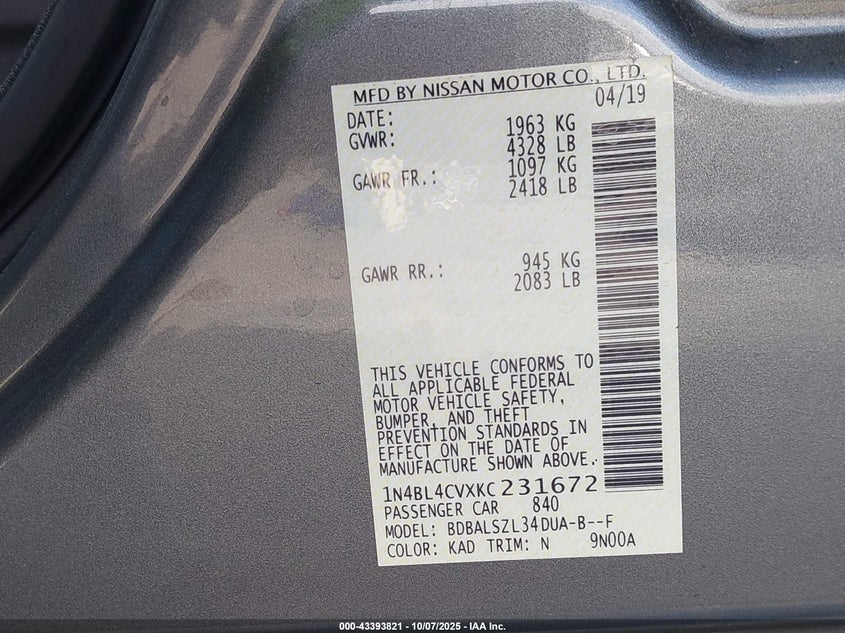 MFD BY NISSAN MOTOR CO., LTD.
DATE: 04/19
GVWR: 1963 KG
4328 LB
GAWR FR.: 1097 KG
2418 LB
GAWR RR.: 945 KG
2083 LB
THIS VEHICLE CONFORMS TO
ALL APPLICABLE FEDERAL
MOTOR VEHICLE SAFETY,
BUMPER, AND THEFT
PREVENTION STANDARDS IN
EFFECT ON THE DATE OF
MANUFACTURE SHOWN ABOVE.
1N4BL4CVXKC231672
PASSENGER CAR 840
MODEL: BDBALSZL34DUA-B--F
COLOR: KAD TRIM: N 9N00A
000-43393821 - 10/07/2025 - IAA Inc.